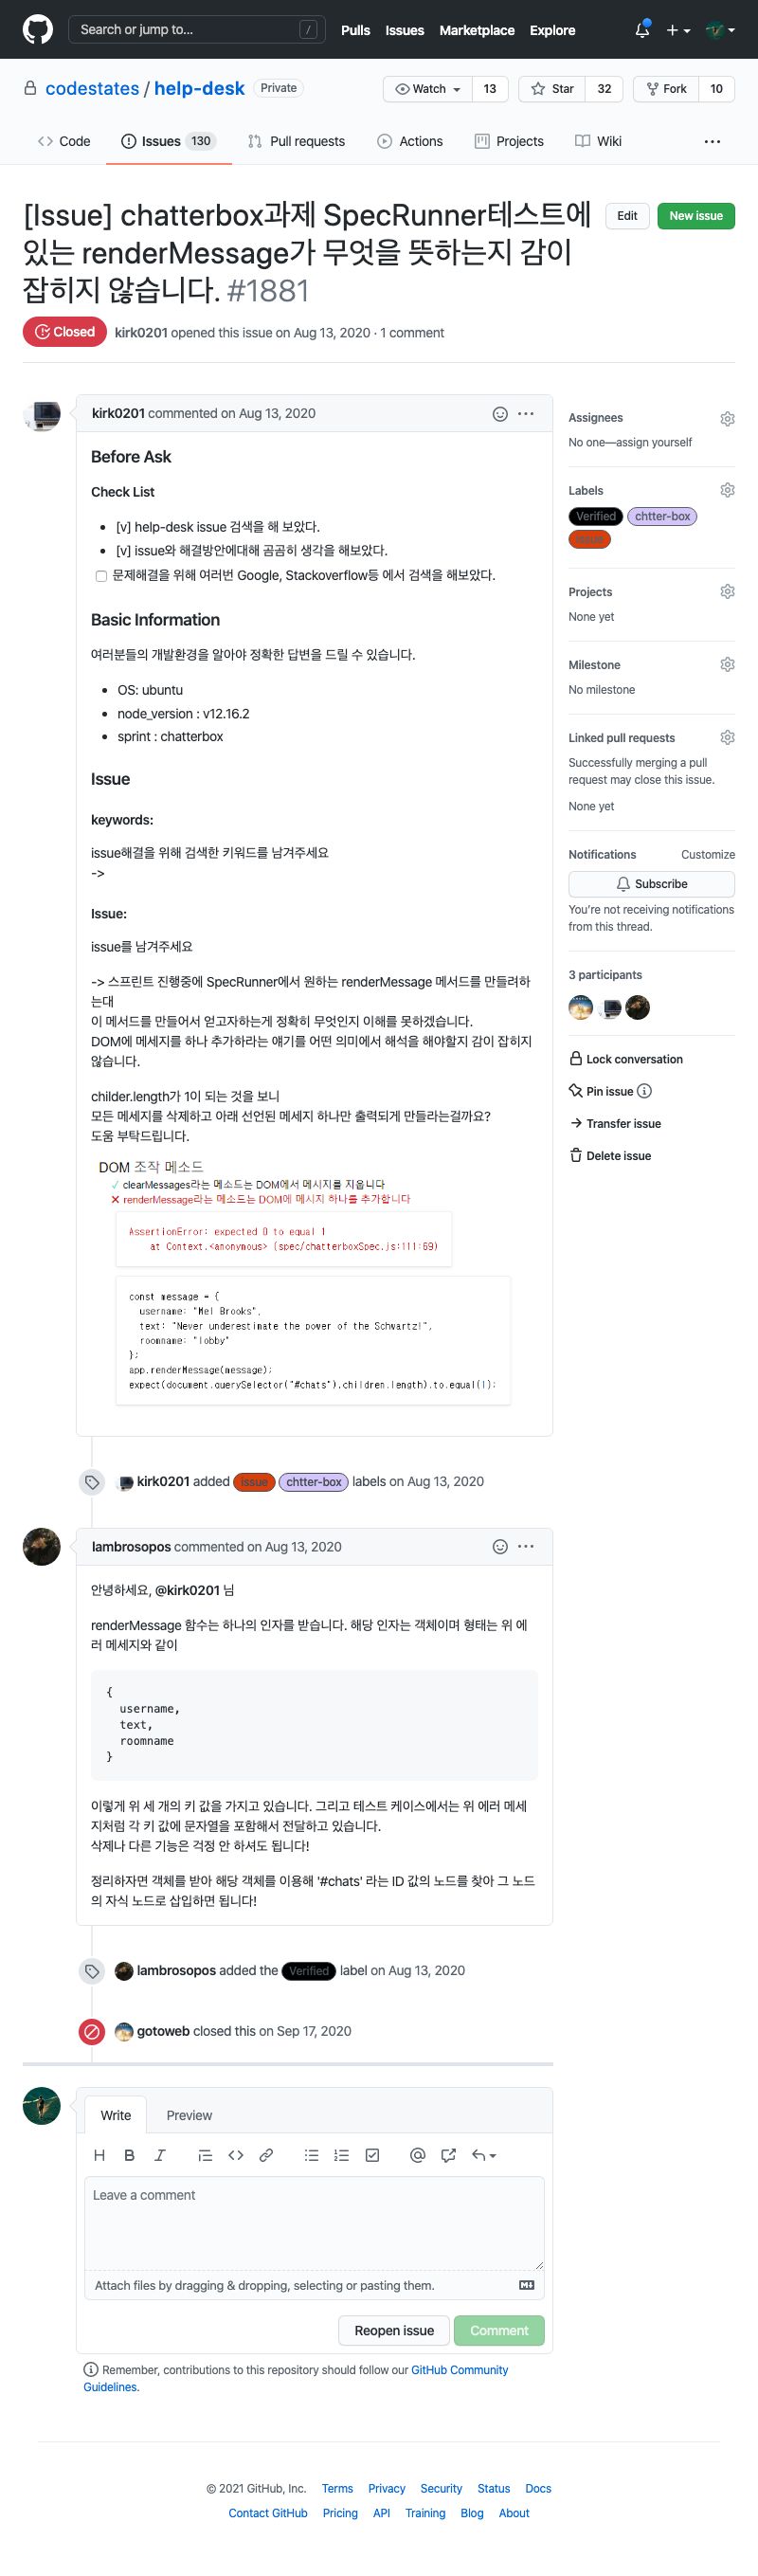 Search or jump to...
/
Pulls
Issues
Marketplace
Explore
codestates / help-desk
Private
Watch
13
Star
32
Fork
10
Code
Issues
130
Pull requests
Actions
Projects
Wiki
[Issue] chatterbox과제 SpecRunner테스트에
있는 renderMessage가 무엇을 뜻하는지 감이
잡히지 않습니다. #1881
Edit
New issue
Closed
kirk0201 opened this issue on Aug 13, 2020 · 1 comment
kirk0201 commented on Aug 13, 2020
Before Ask
Check List
[v] help-desk issue 검색을 해 보았다.
[v] issue와 해결방안에대해 곰곰히 생각을 해보았다.
문제해결을 위해 여러번 Google, Stackoverflow등 에서 검색을 해보았다.
Basic Information
여러분들의 개발환경을 알아야 정확한 답변을 드릴 수 있습니다.
OS: ubuntu
node_version : v12.16.2
sprint : chatterbox
Issue
keywords:
issue해결을 위해 검색한 키워드를 남겨주세요
->
Issue:
issue를 남겨주세요
-> 스프린트 진행중에 SpecRunner에서 원하는 renderMessage 메서드를 만들려하
는대
이 메서드를 만들어서 얻고자하는게 정확히 무엇인지 이해를 못하겠습니다.
DOM에 메세지를 하나 추가하라는 얘기를 어떤 의미에서 해석을 해야할지 감이 잡히지
않습니다.
childer.length가 1이 되는 것을 보니
모든 메세지를 삭제하고 아래 선언된 메세지 하나만 출력되게 만들라는걸까요?
도움 부탁드립니다.
DOM 조작 메소드
✓ clearMessages라는 메소드는 DOM에서 메시지를 지웁니다
✕ renderMessage라는 메소드는 DOM에 메시지 하나를 추가합니다
AssertionError: expected 0 to equal 1
at Context.<anonymous> (spec/chatterboxSpec.js:111:59)
const message = {
username: "Mel Brooks",
text: "Never underestimate the power of the Schwartz!",
roomname: "lobby"
};
app.renderMessage(message);
expect(document.querySelector("#chats").children.length).to.equal(1);
Assignees
No one—assign yourself
Labels
Verified
chtter-box
issue
Projects
None yet
Milestone
No milestone
Linked pull requests
Successfully merging a pull
request may close this issue.
None yet
Notifications
Customize
Subscribe
You're not receiving notifications
from this thread.
3 participants
Lock conversation
Pin issue
Transfer issue
Delete issue
kirk0201 added issue chtter-box labels on Aug 13, 2020
lambrosopos commented on Aug 13, 2020
안녕하세요, @kirk0201 님
renderMessage 함수는 하나의 인자를 받습니다. 해당 인자는 객체이며 형태는 위 에
러 메세지와 같이
{
username,
text,
roomname
}
이렇게 위 세 개의 키 값을 가지고 있습니다. 그리고 테스트 케이스에서는 위 에러 메세
지처럼 각 키 값에 문자열을 포함해서 전달하고 있습니다.
삭제나 다른 기능은 걱정 안 하셔도 됩니다!
정리하자면 객체를 받아 해당 객체를 이용해 '#chats' 라는 ID 값의 노드를 찾아 그 노드
의 자식 노드로 삽입하면 됩니다!
lambrosopos added the Verified label on Aug 13, 2020
gotoweb closed this on Sep 17, 2020
Write
Preview
Leave a comment
Attach files by dragging & dropping, selecting or pasting them.
Reopen issue
Comment
Remember, contributions to this repository should follow our GitHub Community
Guidelines.
© 2021 GitHub, Inc.
Terms
Privacy
Security
Status
Docs
Contact GitHub
Pricing
API
Training
Blog
About